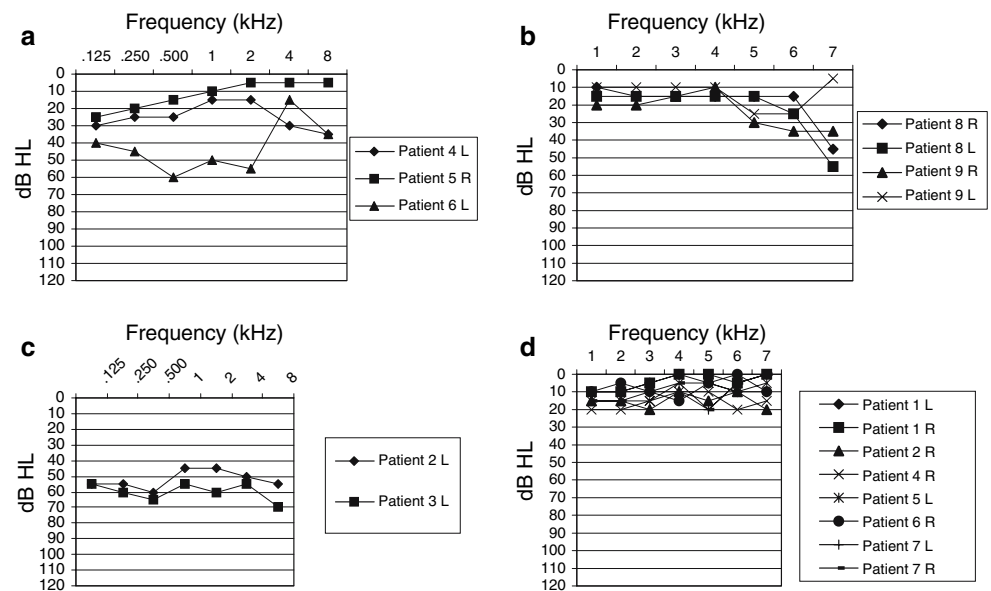 a
Frequency (kHz)
.125 .250 .500 1 2 4 8
dB HL
0
10
20
30
40
50
60
70
80
90
100
110
120
Patient 4 L
Patient 5 R
Patient 6 L
b
Frequency (kHz)
1 2 3 4 5 6 7
dB HL
0
10
20
30
40
50
60
70
80
90
100
110
120
Patient 8 R
Patient 8 L
Patient 9 R
Patient 9 L
c
Frequency (kHz)
.125 .250 .500 1 2 4 8
dB HL
0
10
20
30
40
50
60
70
80
90
100
110
120
Patient 2 L
Patient 3 L
d
Frequency (kHz)
1 2 3 4 5 6 7
dB HL
0
10
20
30
40
50
60
70
80
90
100
110
120
Patient 1 L
Patient 1 R
Patient 2 R
Patient 4 R
Patient 5 L
Patient 6 R
Patient 7 L
Patient 7 R